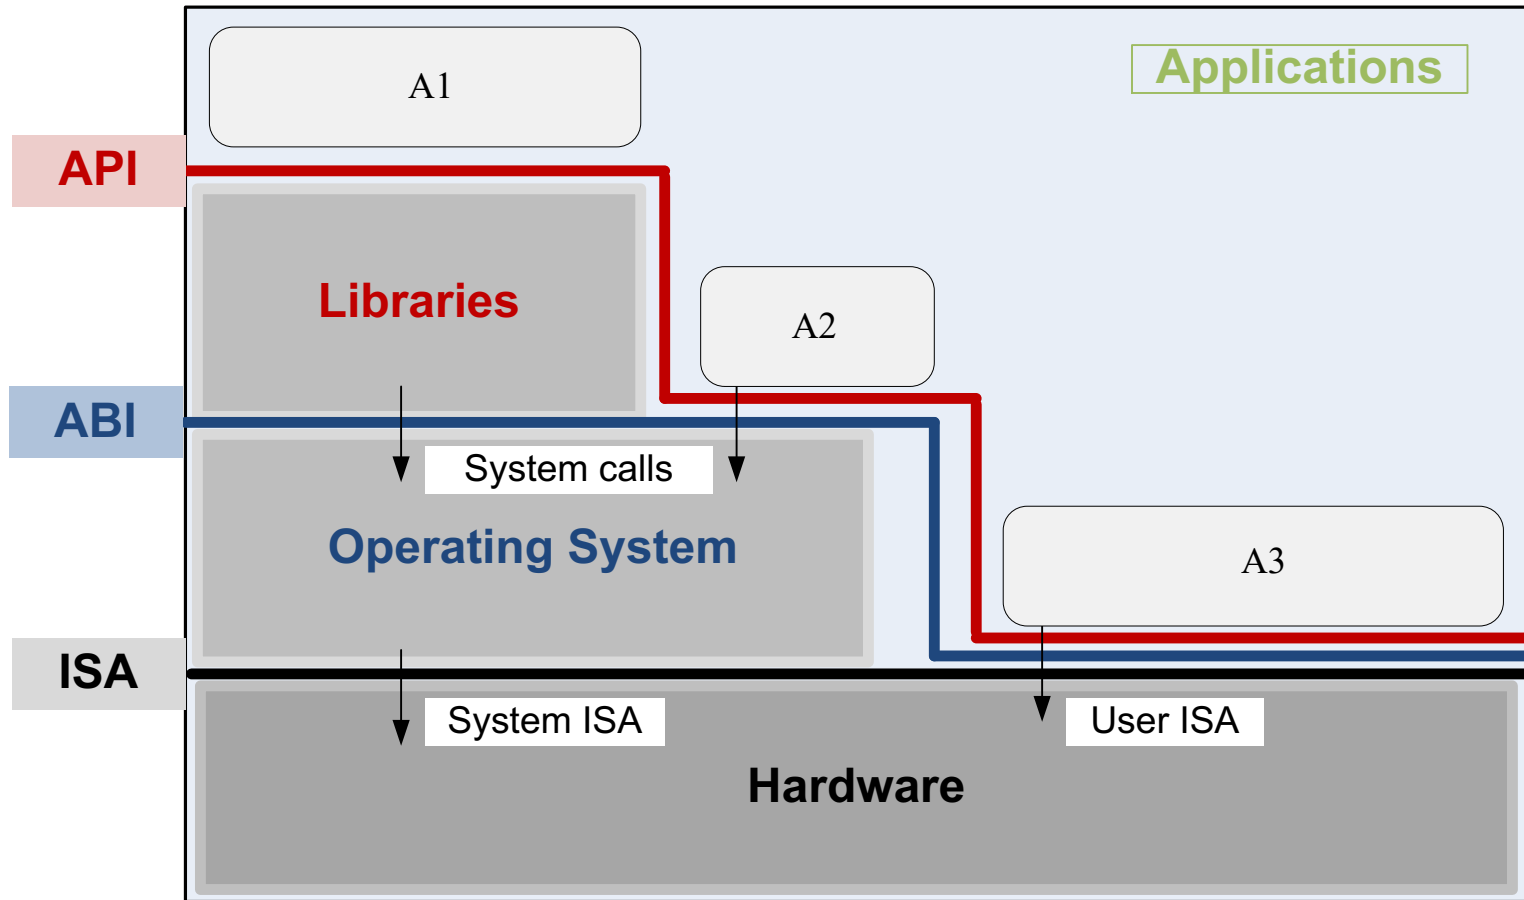 Applications
A1
API
Libraries
A2
ABI
System calls
Operating System
A3
ISA
System ISA
User ISA
Hardware